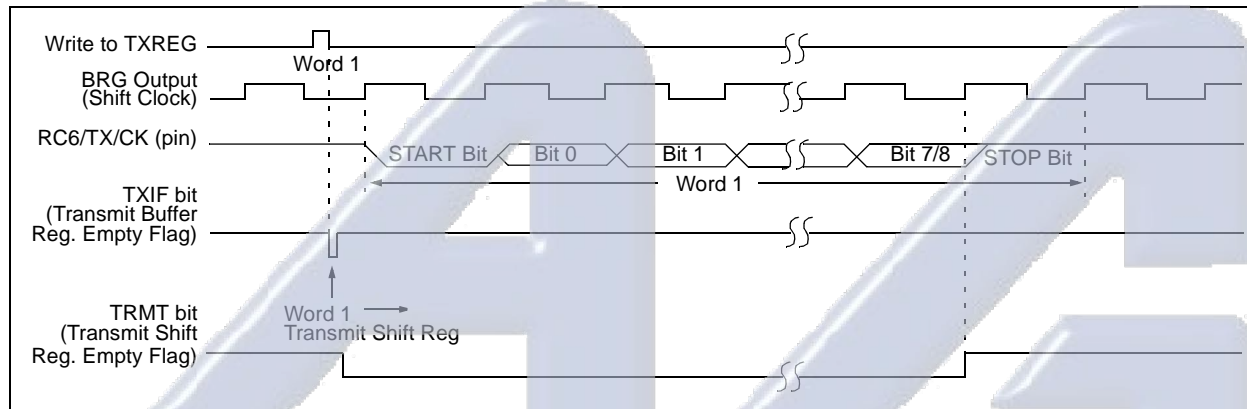 Write to TXREG
Word 1
BRG Output
(Shift Clock)
RC6/TX/CK (pin)
START Bit
Bit 0
Bit 1
Bit 7/8
STOP Bit
Word 1
TXIF bit
(Transmit Buffer
Reg. Empty Flag)
Word 1
Transmit Shift Reg
TRMT bit
(Transmit Shift
Reg. Empty Flag)